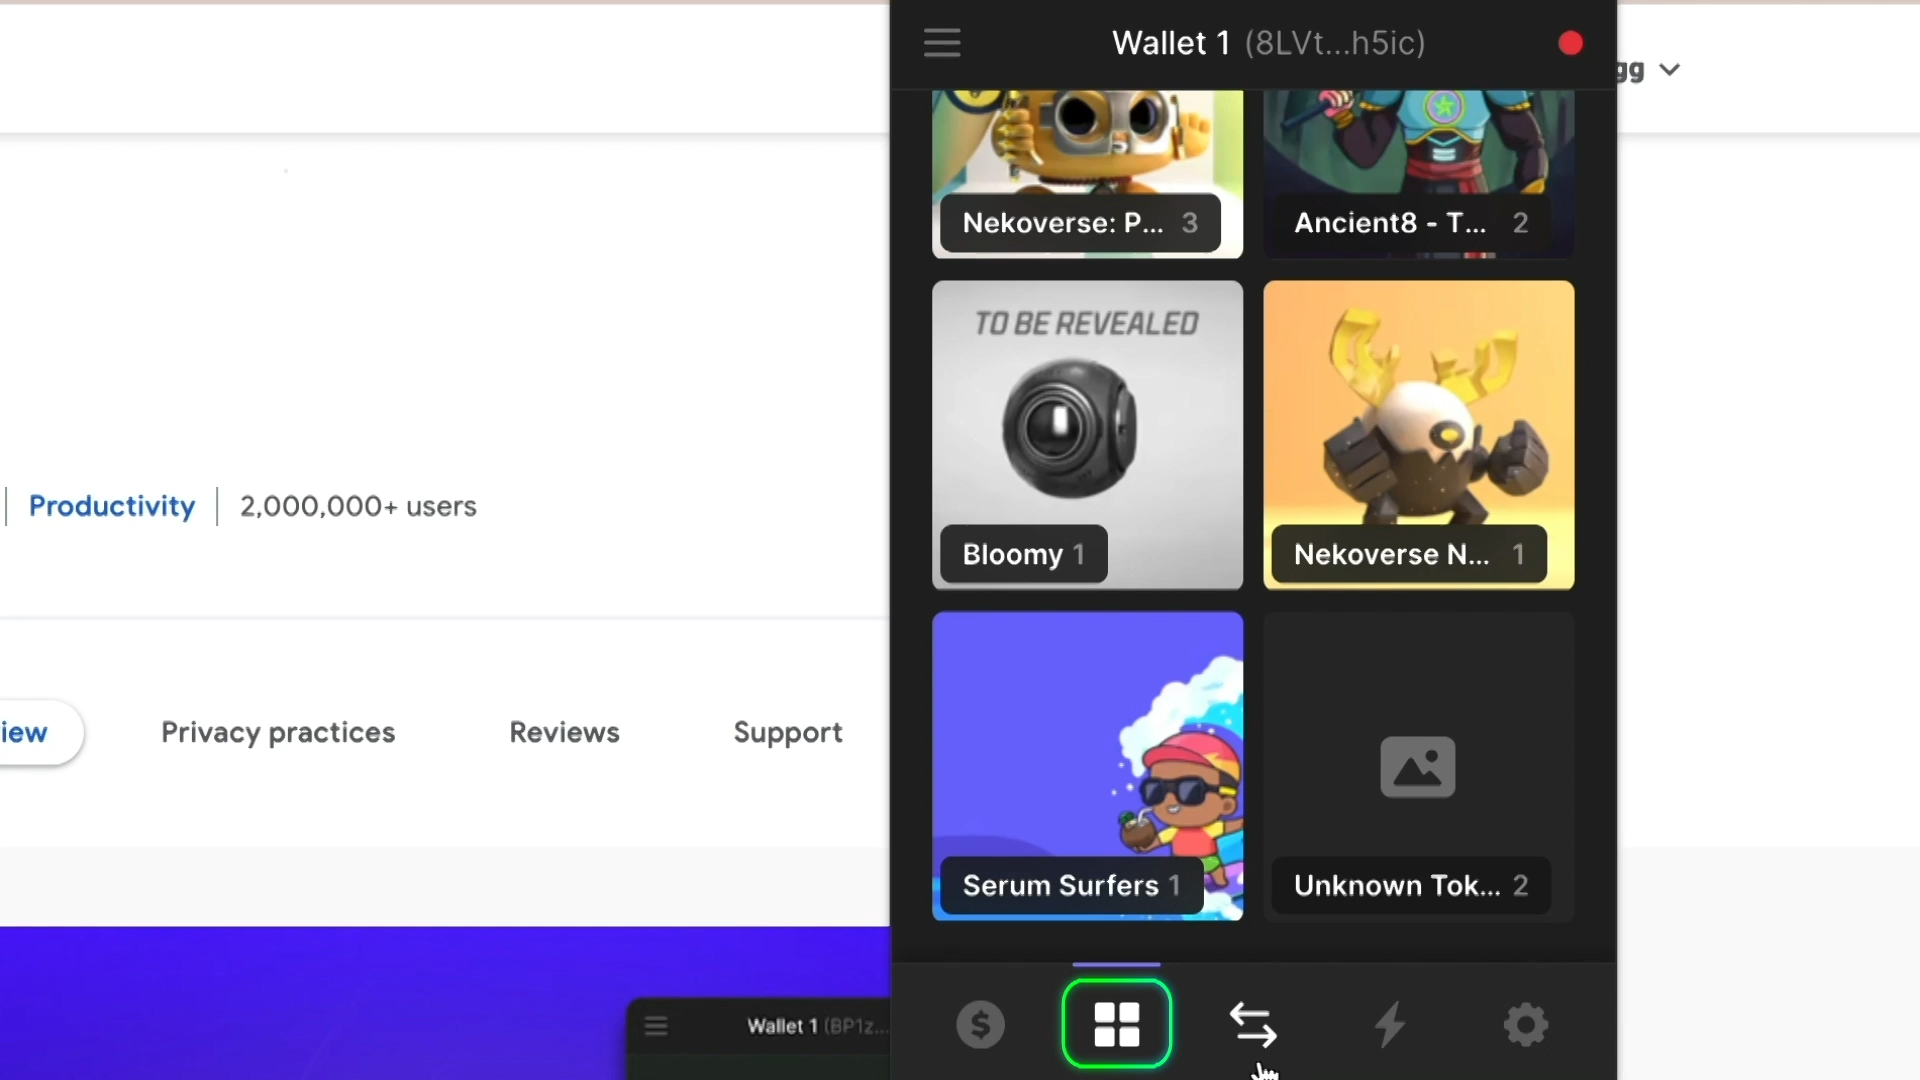 Wallet 1 (8LVt...h5ic)
gg
Nekoverse: P... 3
Ancient8 - T... 2
TO BE REVEALED
Bloomy 1
Nekoverse N... 1
Productivity
2,000,000+ users
iew
Privacy practices
Reviews
Support
Serum Surfers 1
Unknown Tok... 2
Wallet 1 (BP1z...